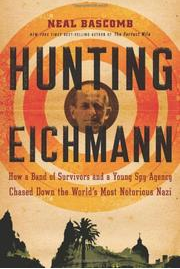 NEAL BASCOMB
NEW YORK TIMES BEST-SELLING AUTHOR OF The Perfect Mile
HUNTING
EICHMANN
How a Band of Survivors and a Young Spy Agency
Chased Down the World's Most Notorious Nazi